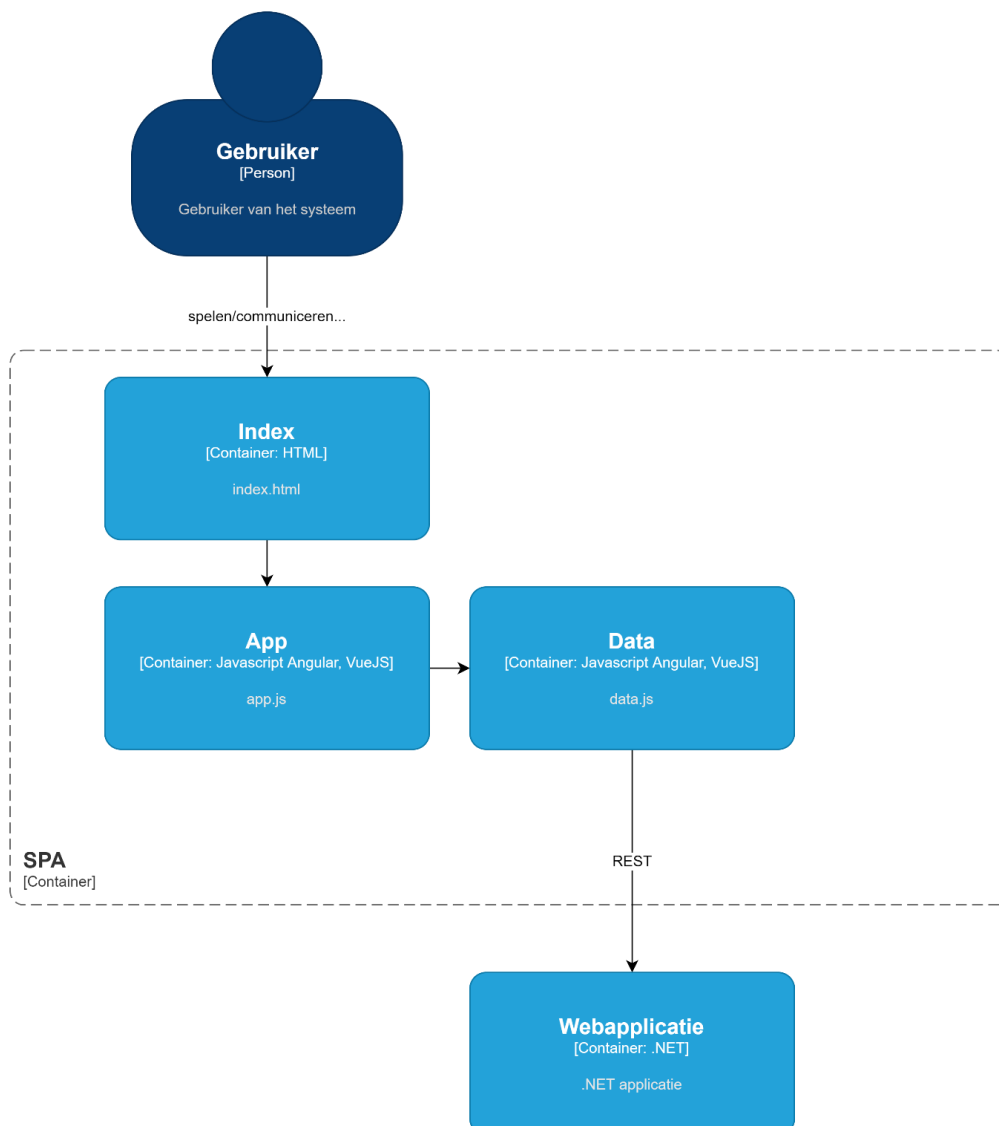 Gebruiker
[Person]
Gebruiker van het systeem
spelen/communiceren...
Index
[Container: HTML]
index.html
App
[Container: Javascript Angular, VueJS]
app.js
Data
[Container: Javascript Angular, VueJS]
data.js
SPA
[Container]
REST
Webapplicatie
[Container: .NET]
.NET applicatie